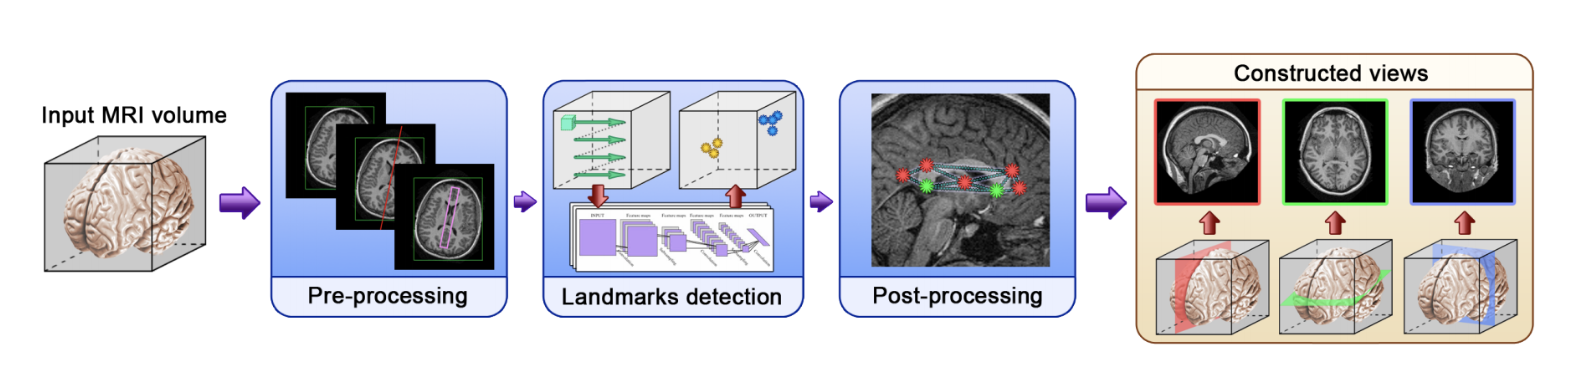 Input MRI volume
Pre-processing
INPUT
Feature maps
Feature maps
Feature maps
Feature maps
OUTPUT
Landmarks detection
Post-processing
Constructed views